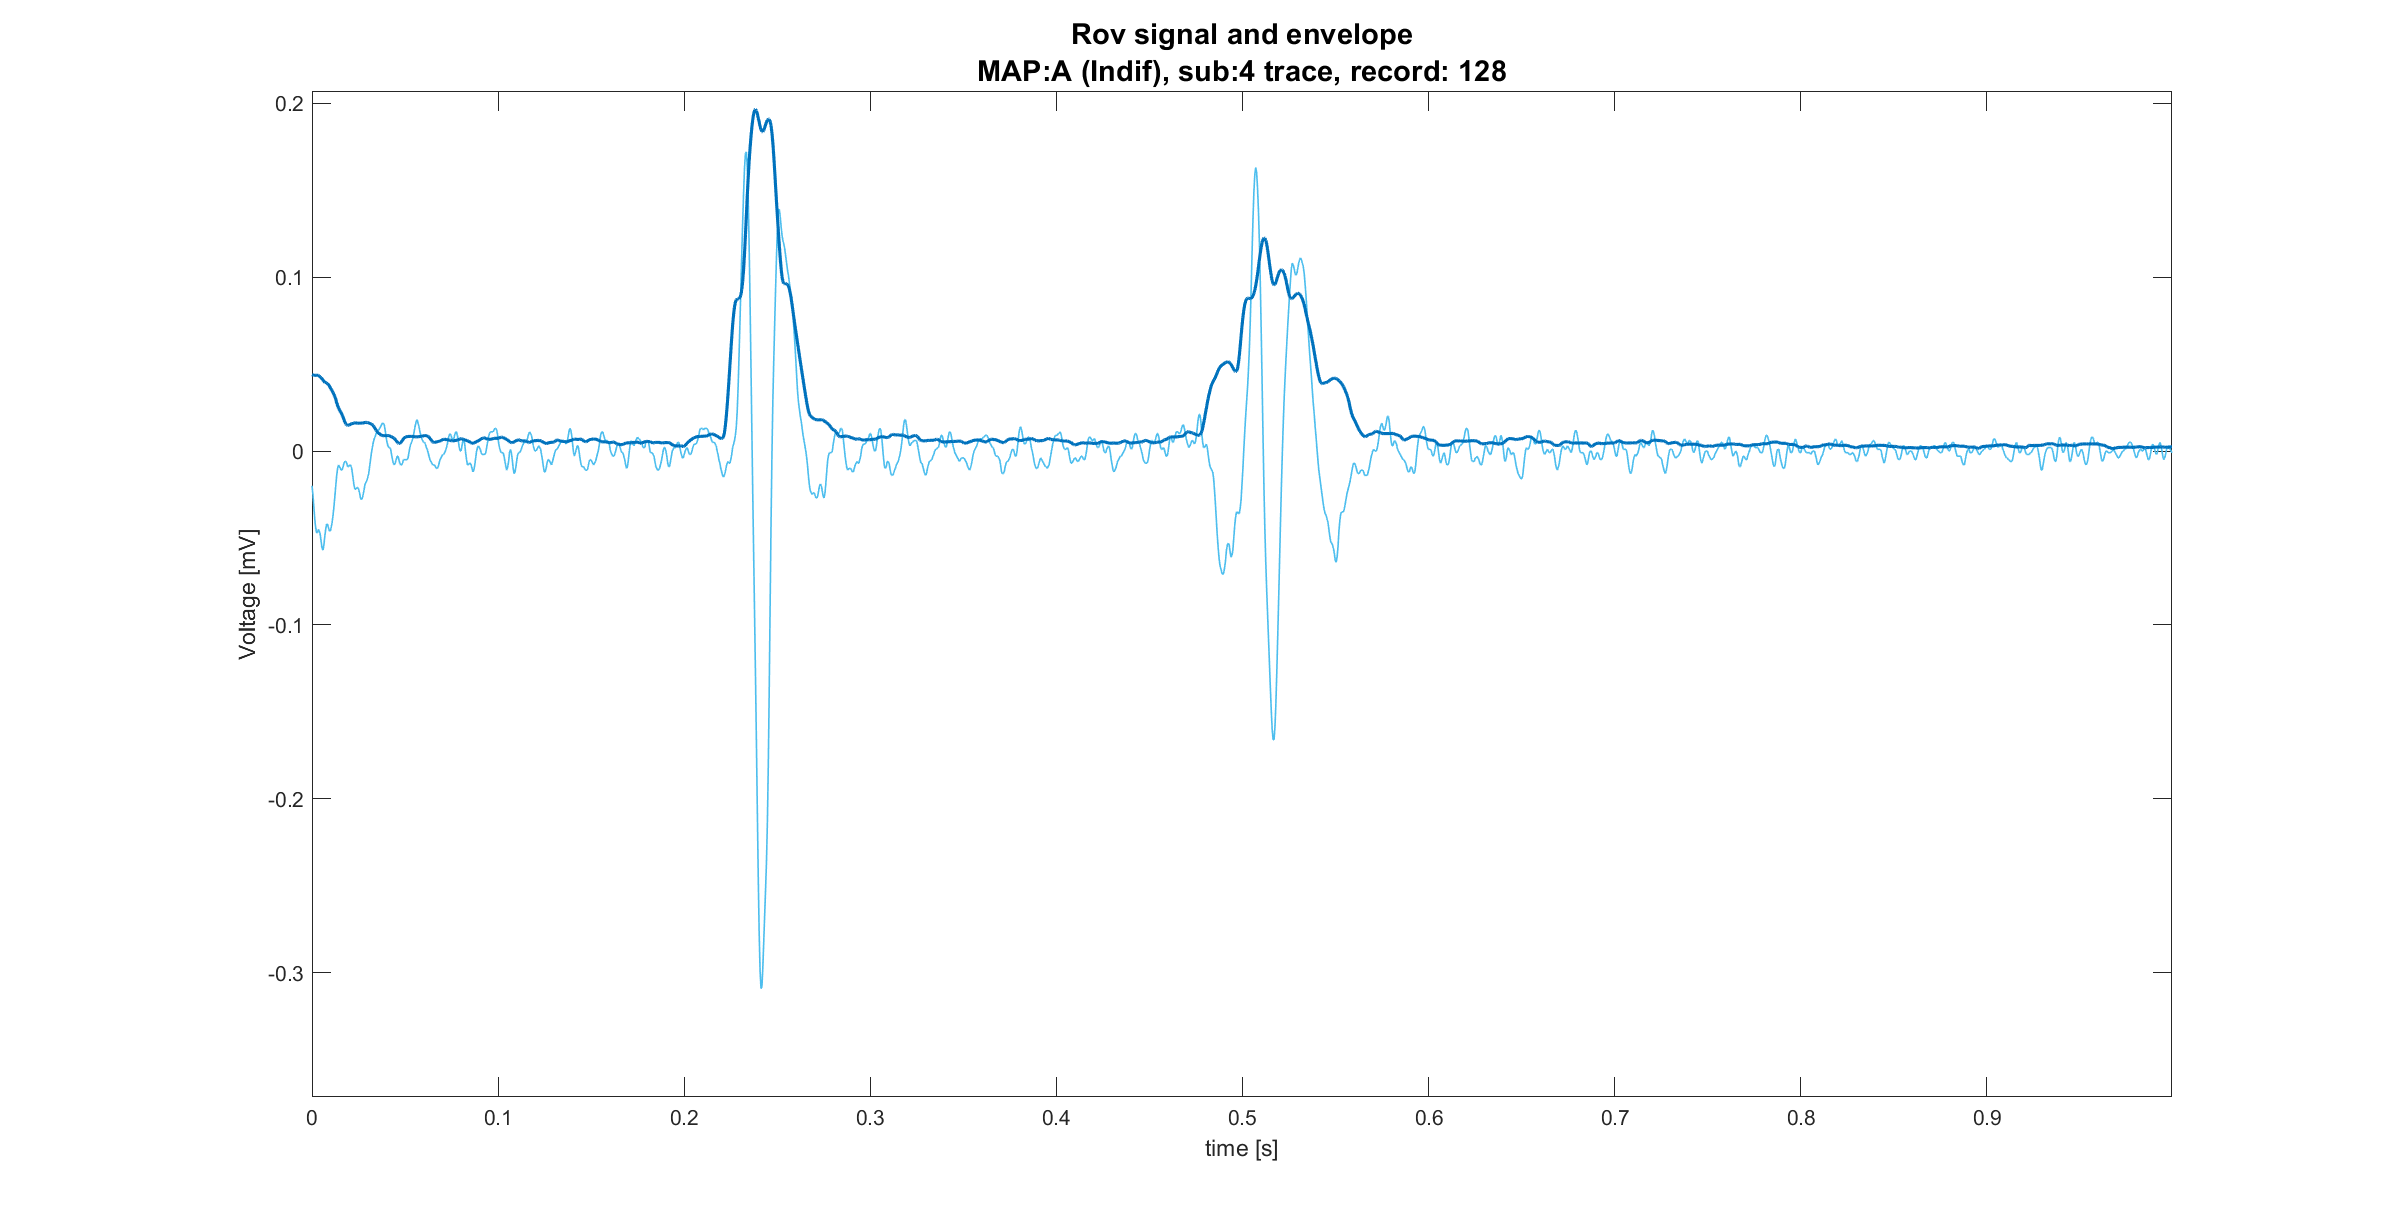 Rov signal and envelope
MAP:A (Indif), sub:4 trace, record: 128
0.2
0.1
0
-0.1
-0.2
-0.3
Voltage [mV]
0 0.1 0.2 0.3 0.4 0.5 0.6 0.7 0.8 0.9
time [s]